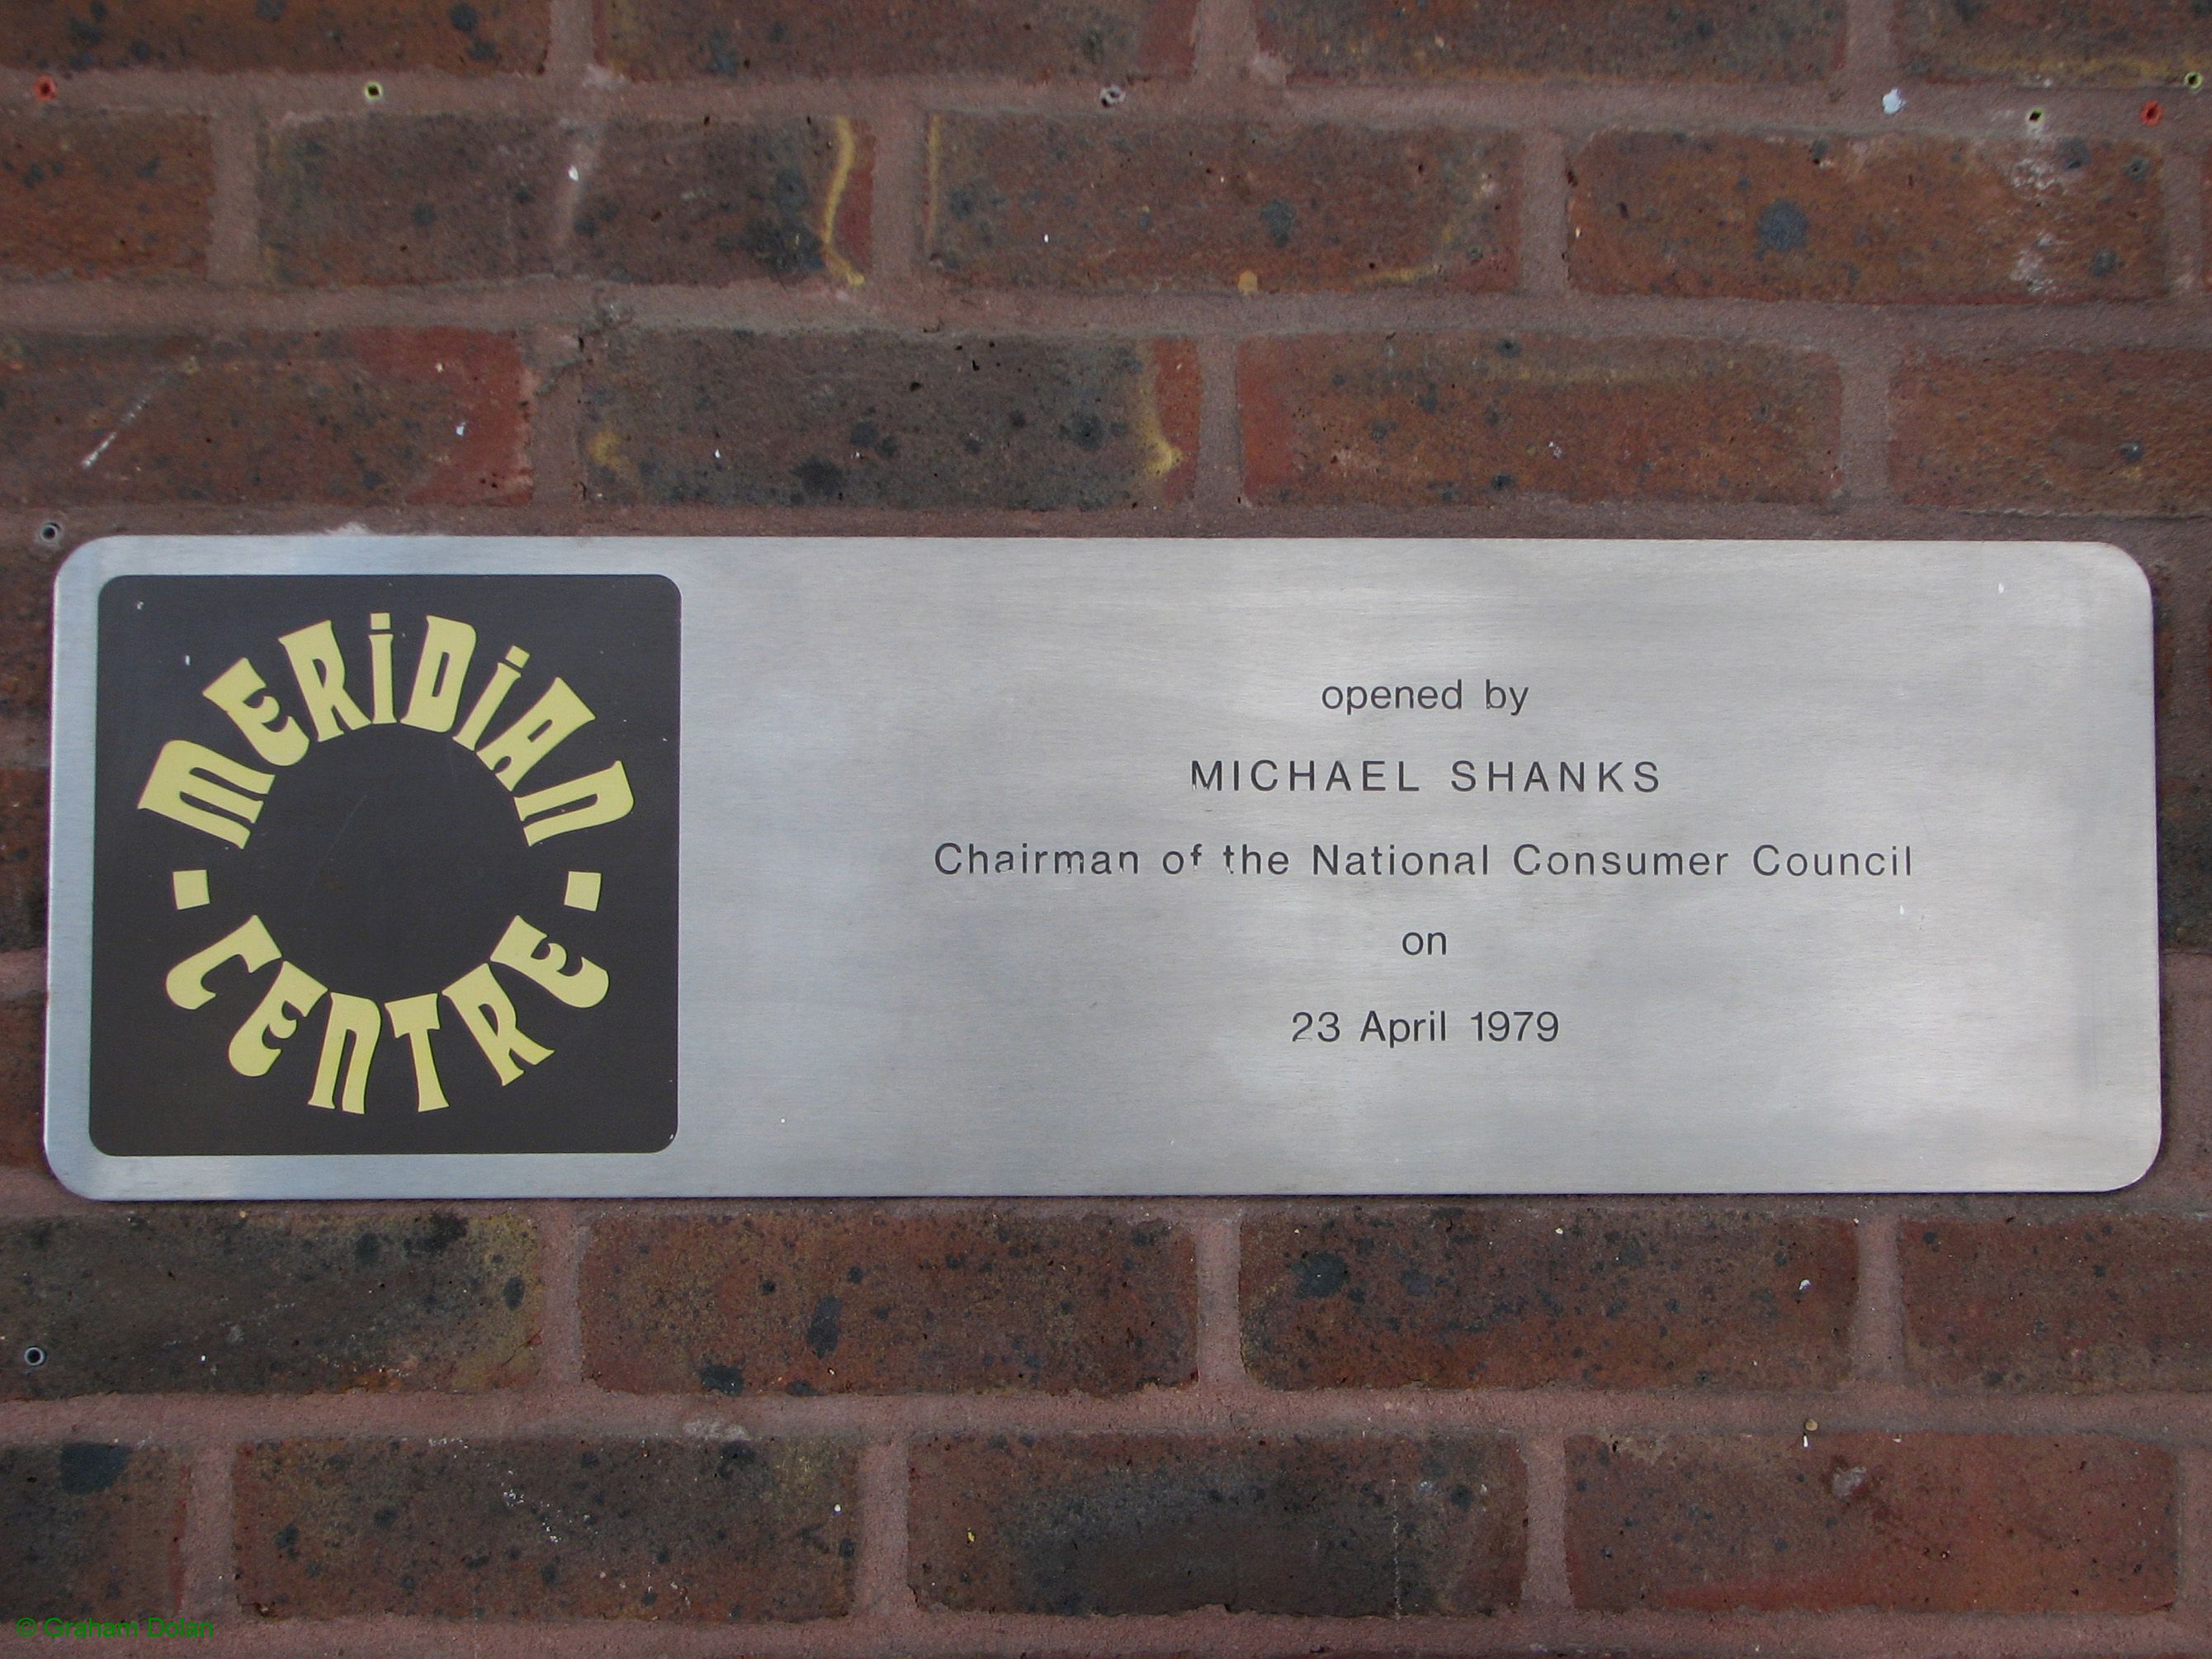 MERiDiAN
CENTRE
opened by
MICHAEL SHANKS
Chairman of the National Consumer Council
on
23 April 1979
© Graham Dolan